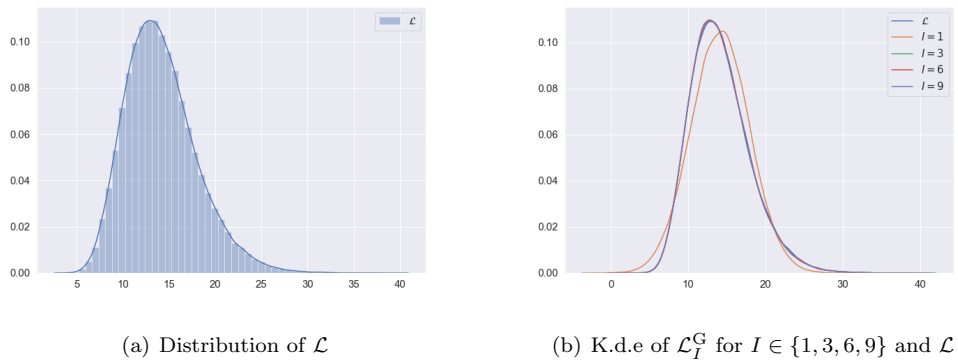 0.10
0.08
0.06
0.04
0.02
0.00
5 10 15 20 25 30 35 40
ℒ
0.10
0.08
0.06
0.04
0.02
0.00
0 10 20 30 40
ℒ
I = 1
I = 3
I = 6
I = 9
(a) Distribution of ℒ
(b) K.d.e of ℒ_I^G for I ∈ {1, 3, 6, 9} and ℒ